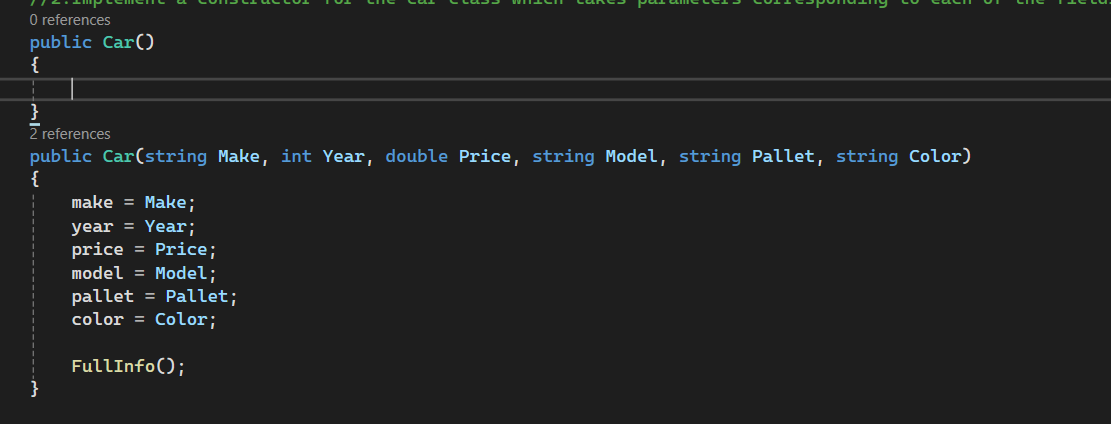 //2.Implement a constructor for the Car class which takes parameters corresponding to each of the fields
0 references
public Car()
{
}
2 references
public Car(string Make, int Year, double Price, string Model, string Pallet, string Color)
{
make = Make;
year = Year;
price = Price;
model = Model;
pallet = Pallet;
color = Color;
FullInfo();
}